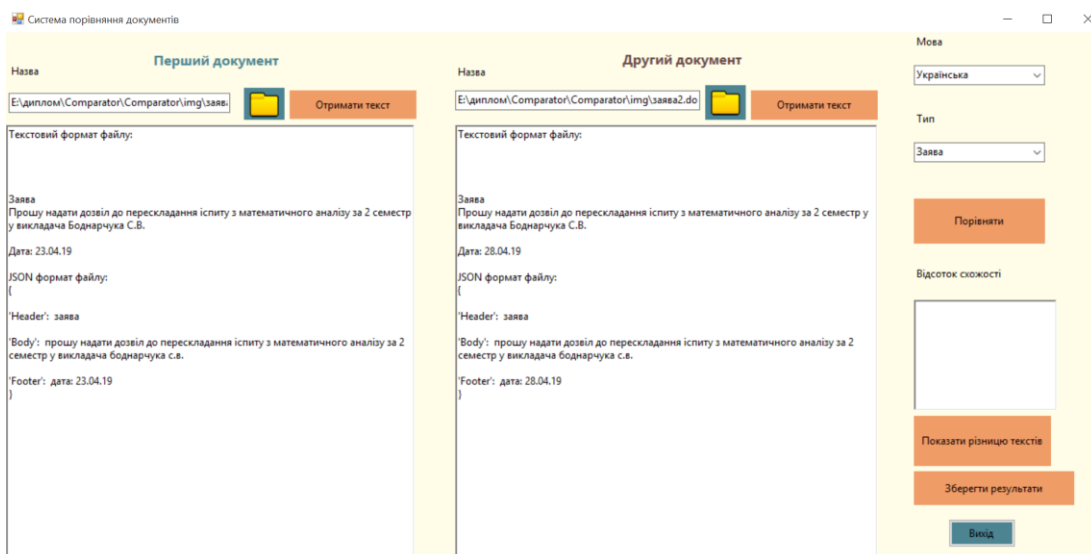 Система порівняння документів
Перший документ
Назва
E:\диплом\Comparator\Comparator\img\заяв
Отримати текст
Текстовий формат файлу:
Заява
Прошу надати дозвіл до перескладання іспиту з математичного аналізу за 2 семестр
у викладача Боднарчука С.В.
Дата: 23.04.19
JSON формат файлу:
{
'Header': заява
'Body': прошу надати дозвіл до перескладання іспиту з математичного аналізу за 2
семестр у викладача боднарчука с.в.
'Footer': дата: 23.04.19
}
Другий документ
Назва
E:\диплом\Comparator\Comparator\img\заява2.do
Отримати текст
Текстовий формат файлу:
Заява
Прошу надати дозвіл до перескладання іспиту з математичного аналізу за 2 семестр у
викладача Боднарчука С.В.
Дата: 28.04.19
JSON формат файлу:
{
'Header': заява
'Body': прошу надати дозвіл до перескладання іспиту з математичного аналізу за 2
семестр у викладача боднарчука с.в.
'Footer': дата: 28.04.19
}
Мова
Українська
Тип
Заява
Порівняти
Відсоток схожості
Показати різницю текстів
Зберегти результати
Вихід